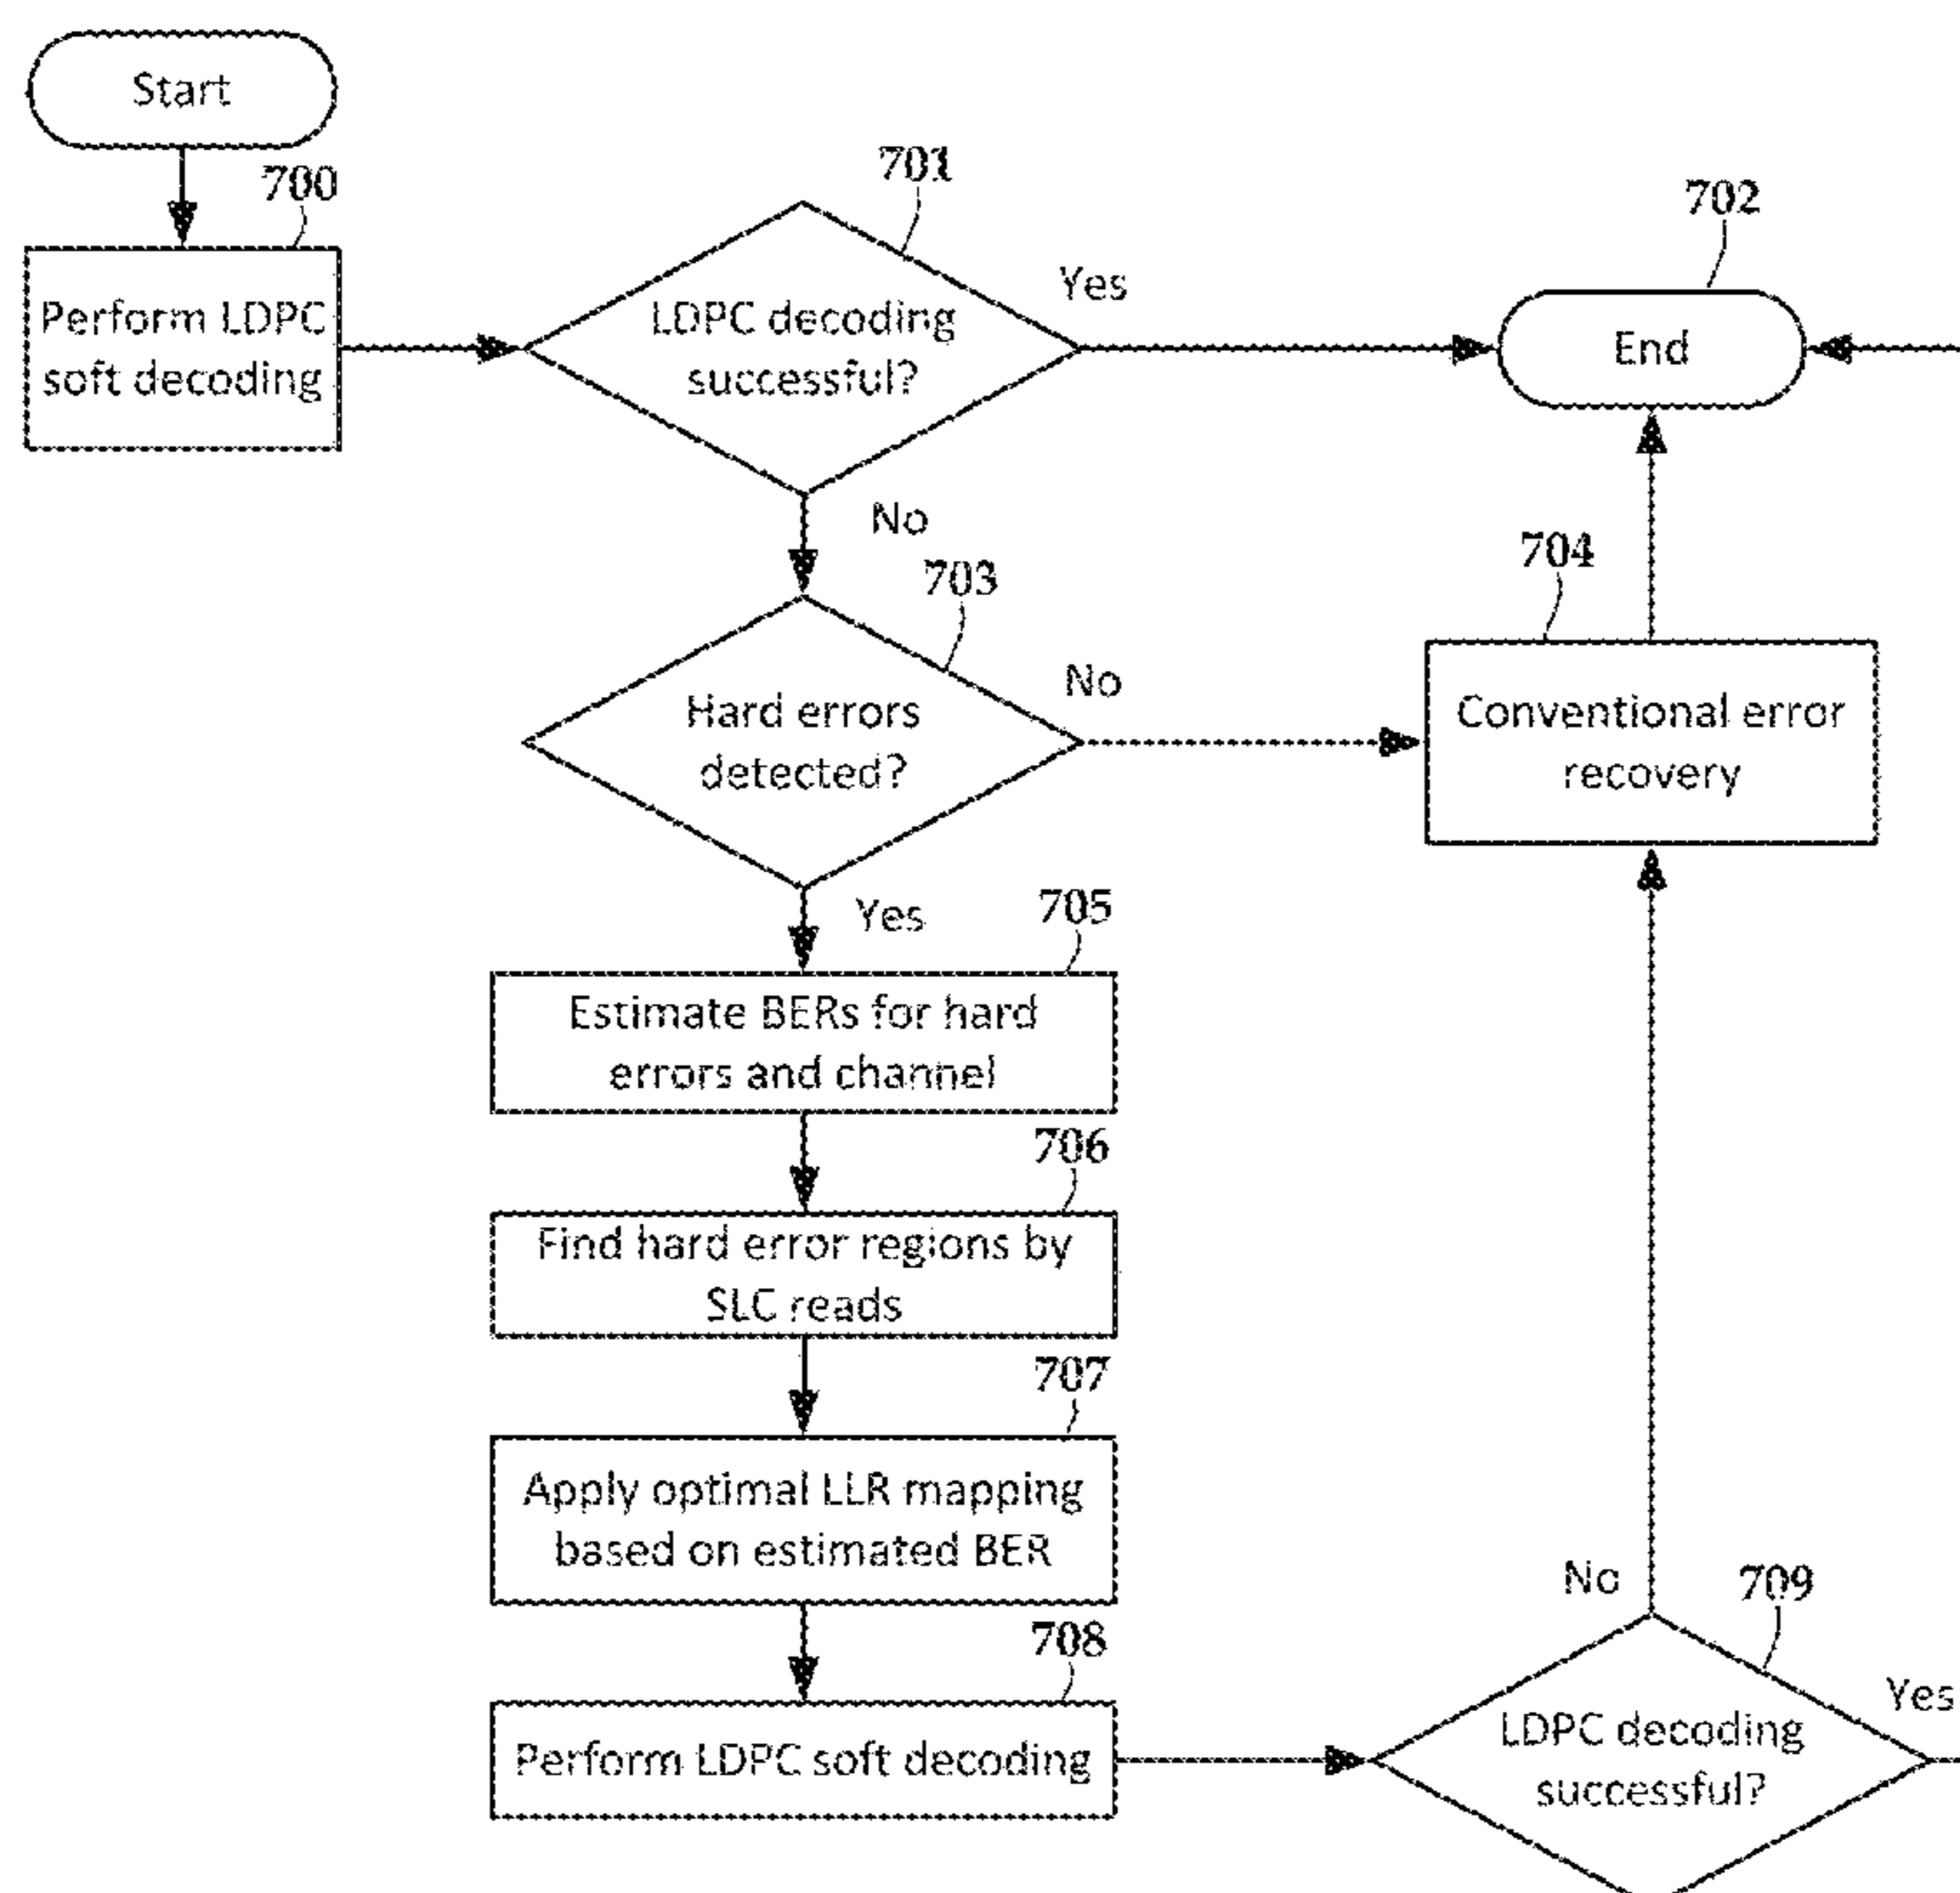 Start
700
Perform LDPC
soft decoding
701
LDPC decoding
successful?
Yes
No
702
End
703
Hard errors
detected?
No
Yes
704
Conventional error
recovery
705
Estimate BERs for hard
errors and channel
706
Find hard error regions by
SLC reads
707
Apply optimal LLR mapping
based on estimated BER
708
Perform LDPC soft decoding
709
LDPC decoding
successful?
No
Yes